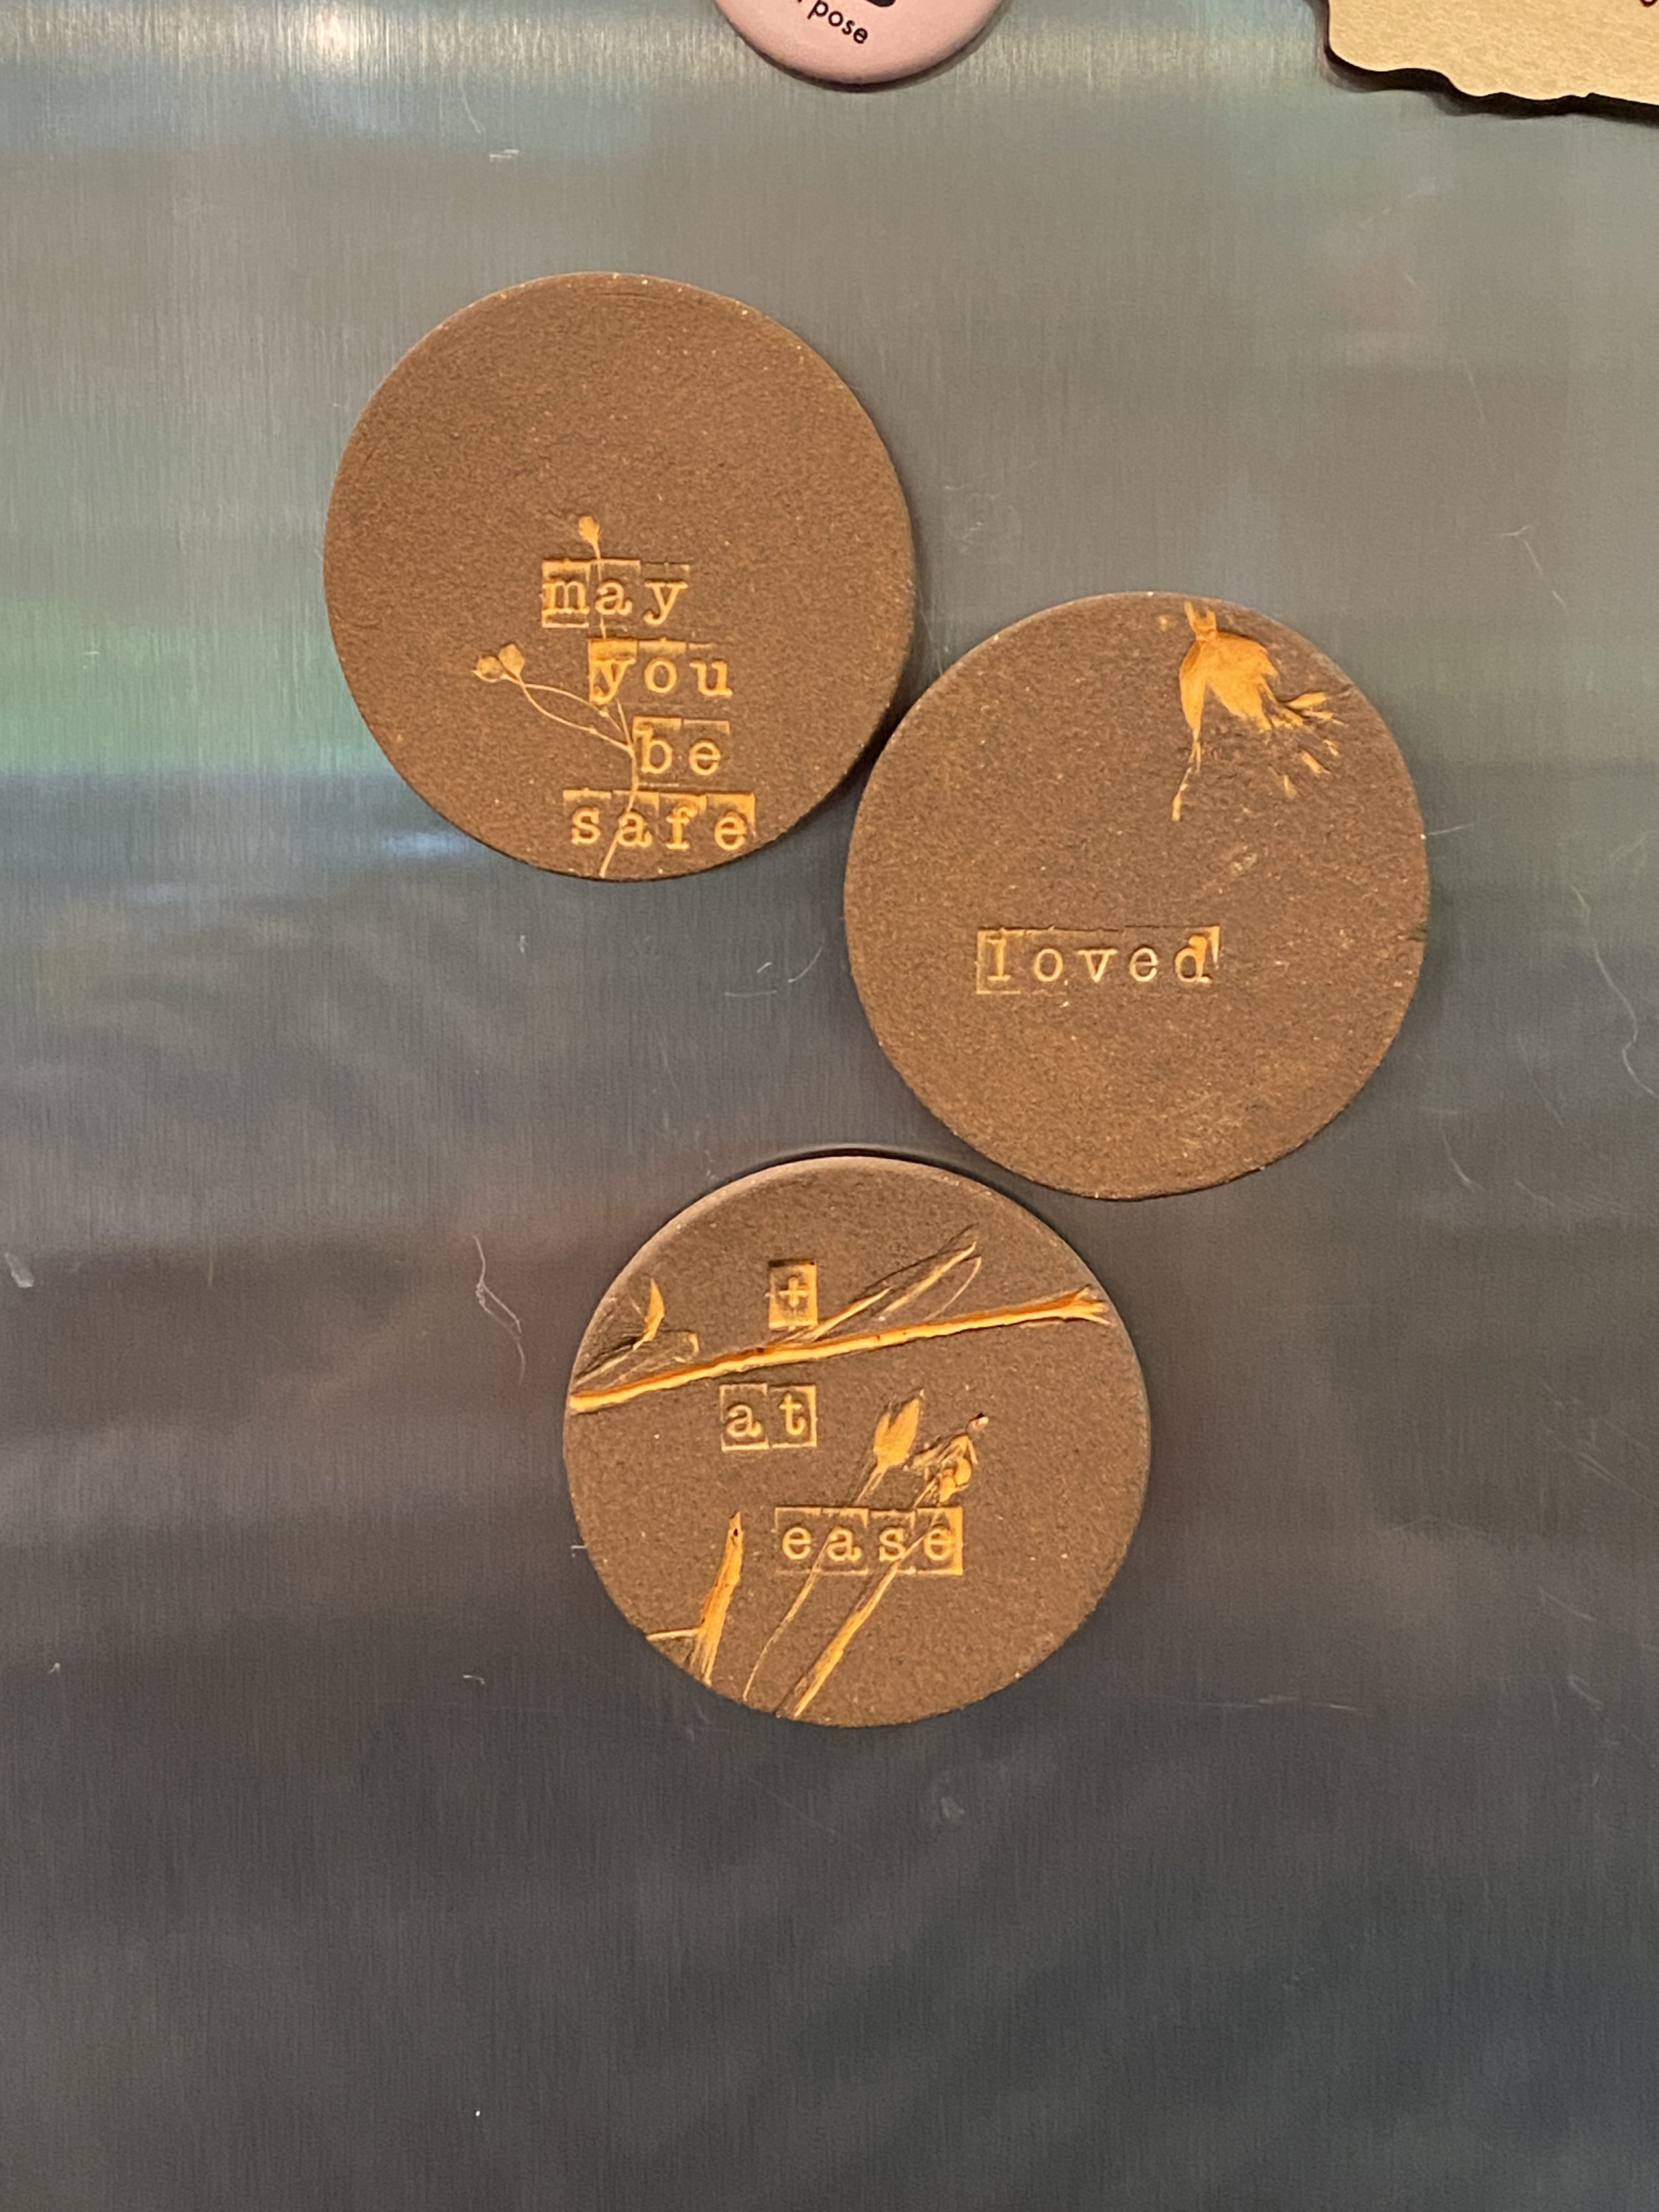 pose
may
you
be
safe
loved
+
at
ease